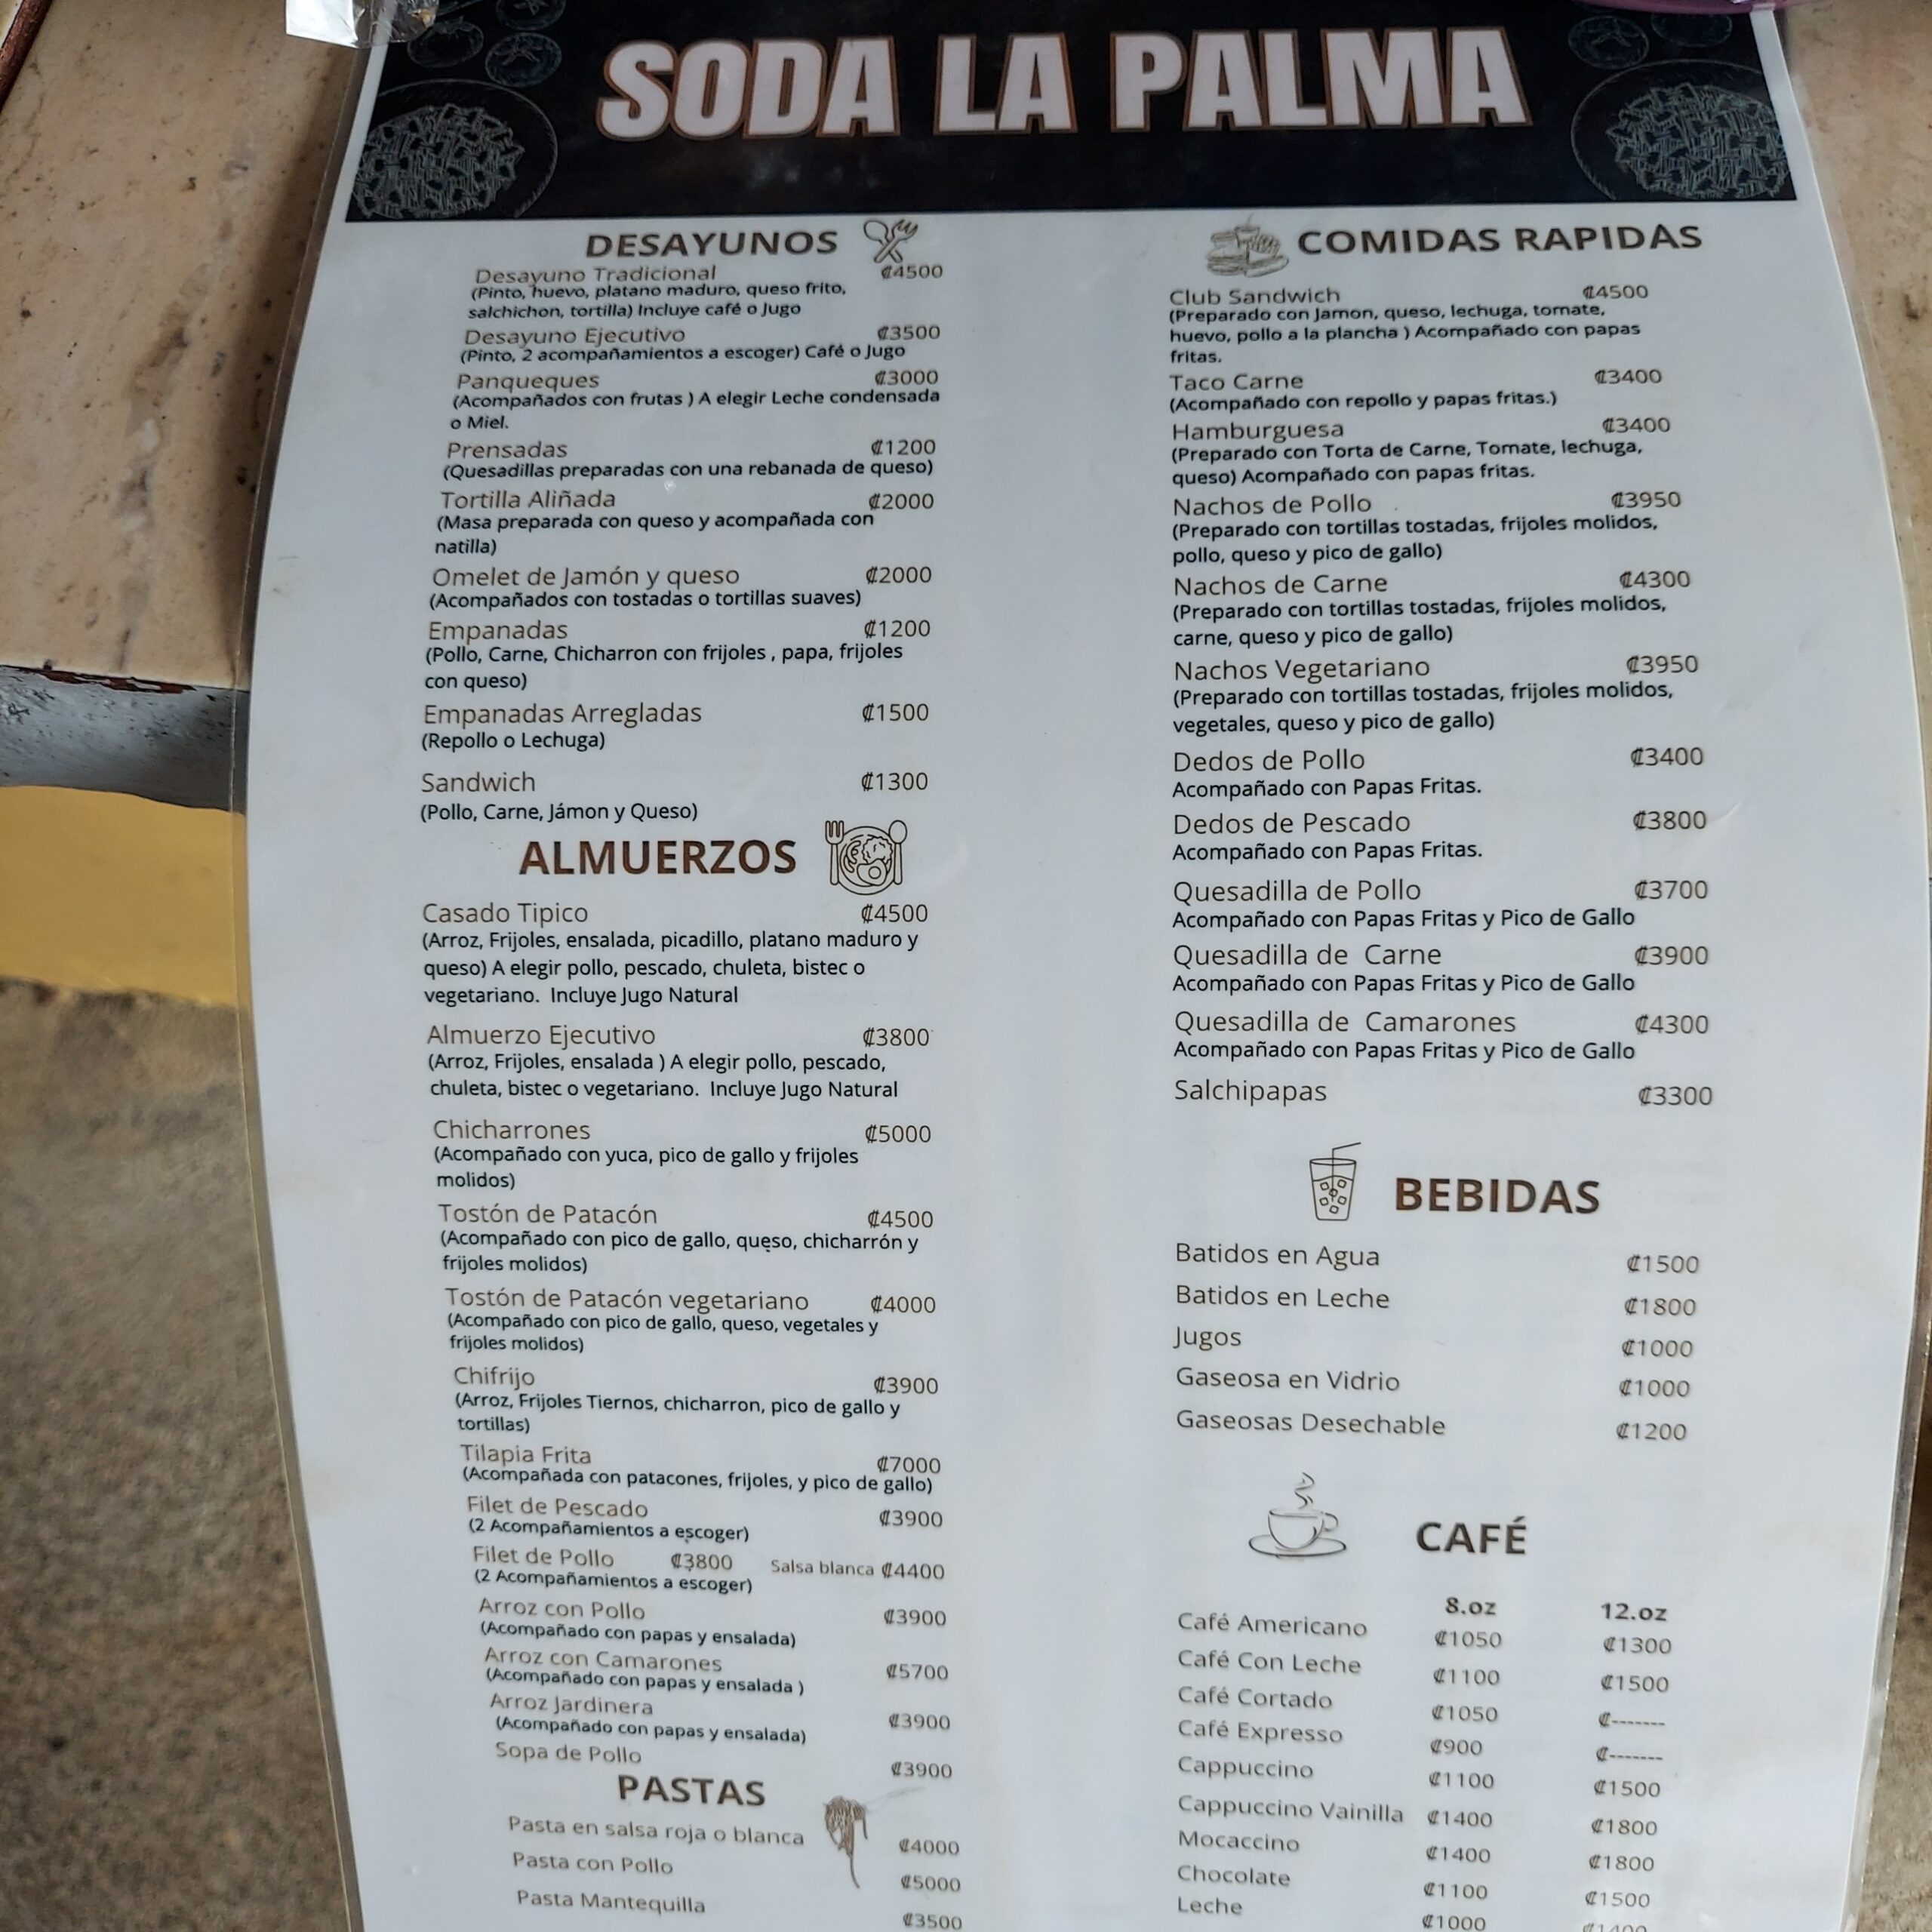 SODA LA PALMA
DESAYUNOS
Desayuno Tradicional ₡4500
(Pinto, huevo, platano maduro, queso frito,
salchichon, tortilla) Incluye café o Jugo
Desayuno Ejecutivo ₡3500
(Pinto, 2 acompañamientos a escoger) Café o Jugo
Panqueques ₡3000
(Acompañados con frutas ) A elegir Leche condensada
o Miel.
Prensadas ₡1200
(Quesadillas preparadas con una rebanada de queso)
Tortilla Aliñada ₡2000
(Masa preparada con queso y acompañada con
natilla)
Omelet de Jamón y queso ₡2000
(Acompañados con tostadas o tortillas suaves)
Empanadas ₡1200
(Pollo, Carne, Chicharron con frijoles , papa, frijoles
con queso)
Empanadas Arregladas ₡1500
(Repollo o Lechuga)
Sandwich ₡1300
(Pollo, Carne, Jámon y Queso)
ALMUERZOS
Casado Tipico ₡4500
(Arroz, Frijoles, ensalada, picadillo, platano maduro y
queso) A elegir pollo, pescado, chuleta, bistec o
vegetariano. Incluye Jugo Natural
Almuerzo Ejecutivo ₡3800
(Arroz, Frijoles, ensalada ) A elegir pollo, pescado,
chuleta, bistec o vegetariano. Incluye Jugo Natural
Chicharrones ₡5000
(Acompañado con yuca, pico de gallo y frijoles
molidos)
Tostón de Patacón ₡4500
(Acompañado con pico de gallo, queso, chicharrón y
frijoles molidos)
Tostón de Patacón vegetariano ₡4000
(Acompañado con pico de gallo, queso, vegetales y
frijoles molidos)
Chifrijo ₡3900
(Arroz, Frijoles Tiernos, chicharron, pico de gallo y
tortillas)
Tilapia Frita ₡7000
(Acompañada con patacones, frijoles, y pico de gallo)
Filet de Pescado ₡3900
(2 Acompañamientos a escoger)
Filet de Pollo ₡3800 Salsa blanca ₡4400
(2 Acompañamientos a escoger)
Arroz con Pollo ₡3900
(Acompañado con papas y ensalada)
Arroz con Camarones ₡5700
(Acompañado con papas y ensalada )
Arroz Jardinera ₡3900
(Acompañado con papas y ensalada)
Sopa de Pollo ₡3900
PASTAS
Pasta en salsa roja o blanca ₡4000
Pasta con Pollo ₡5000
Pasta Mantequilla ₡3500
COMIDAS RAPIDAS
Club Sandwich ₡4500
(Preparado con Jamon, queso, lechuga, tomate,
huevo, pollo a la plancha ) Acompañado con papas
fritas.
Taco Carne ₡3400
(Acompañado con repollo y papas fritas.)
Hamburguesa ₡3400
(Preparado con Torta de Carne, Tomate, lechuga,
queso) Acompañado con papas fritas.
Nachos de Pollo ₡3950
(Preparado con tortillas tostadas, frijoles molidos,
pollo, queso y pico de gallo)
Nachos de Carne ₡4300
(Preparado con tortillas tostadas, frijoles molidos,
carne, queso y pico de gallo)
Nachos Vegetariano ₡3950
(Preparado con tortillas tostadas, frijoles molidos,
vegetales, queso y pico de gallo)
Dedos de Pollo ₡3400
Acompañado con Papas Fritas.
Dedos de Pescado ₡3800
Acompañado con Papas Fritas.
Quesadilla de Pollo ₡3700
Acompañado con Papas Fritas y Pico de Gallo
Quesadilla de Carne ₡3900
Acompañado con Papas Fritas y Pico de Gallo
Quesadilla de Camarones ₡4300
Acompañado con Papas Fritas y Pico de Gallo
Salchipapas ₡3300
BEBIDAS
Batidos en Agua ₡1500
Batidos en Leche ₡1800
Jugos ₡1000
Gaseosa en Vidrio ₡1000
Gaseosas Desechable ₡1200
CAFÉ
8.oz 12.oz
Café Americano ₡1050 ₡1300
Café Con Leche ₡1100 ₡1500
Café Cortado ₡1050 ₡-------
Café Expresso ₡900 ₡-------
Cappuccino ₡1100 ₡1500
Cappuccino Vainilla ₡1400 ₡1800
Mocaccino ₡1400 ₡1800
Chocolate ₡1100 ₡1500
Leche ₡1000 ₡1400